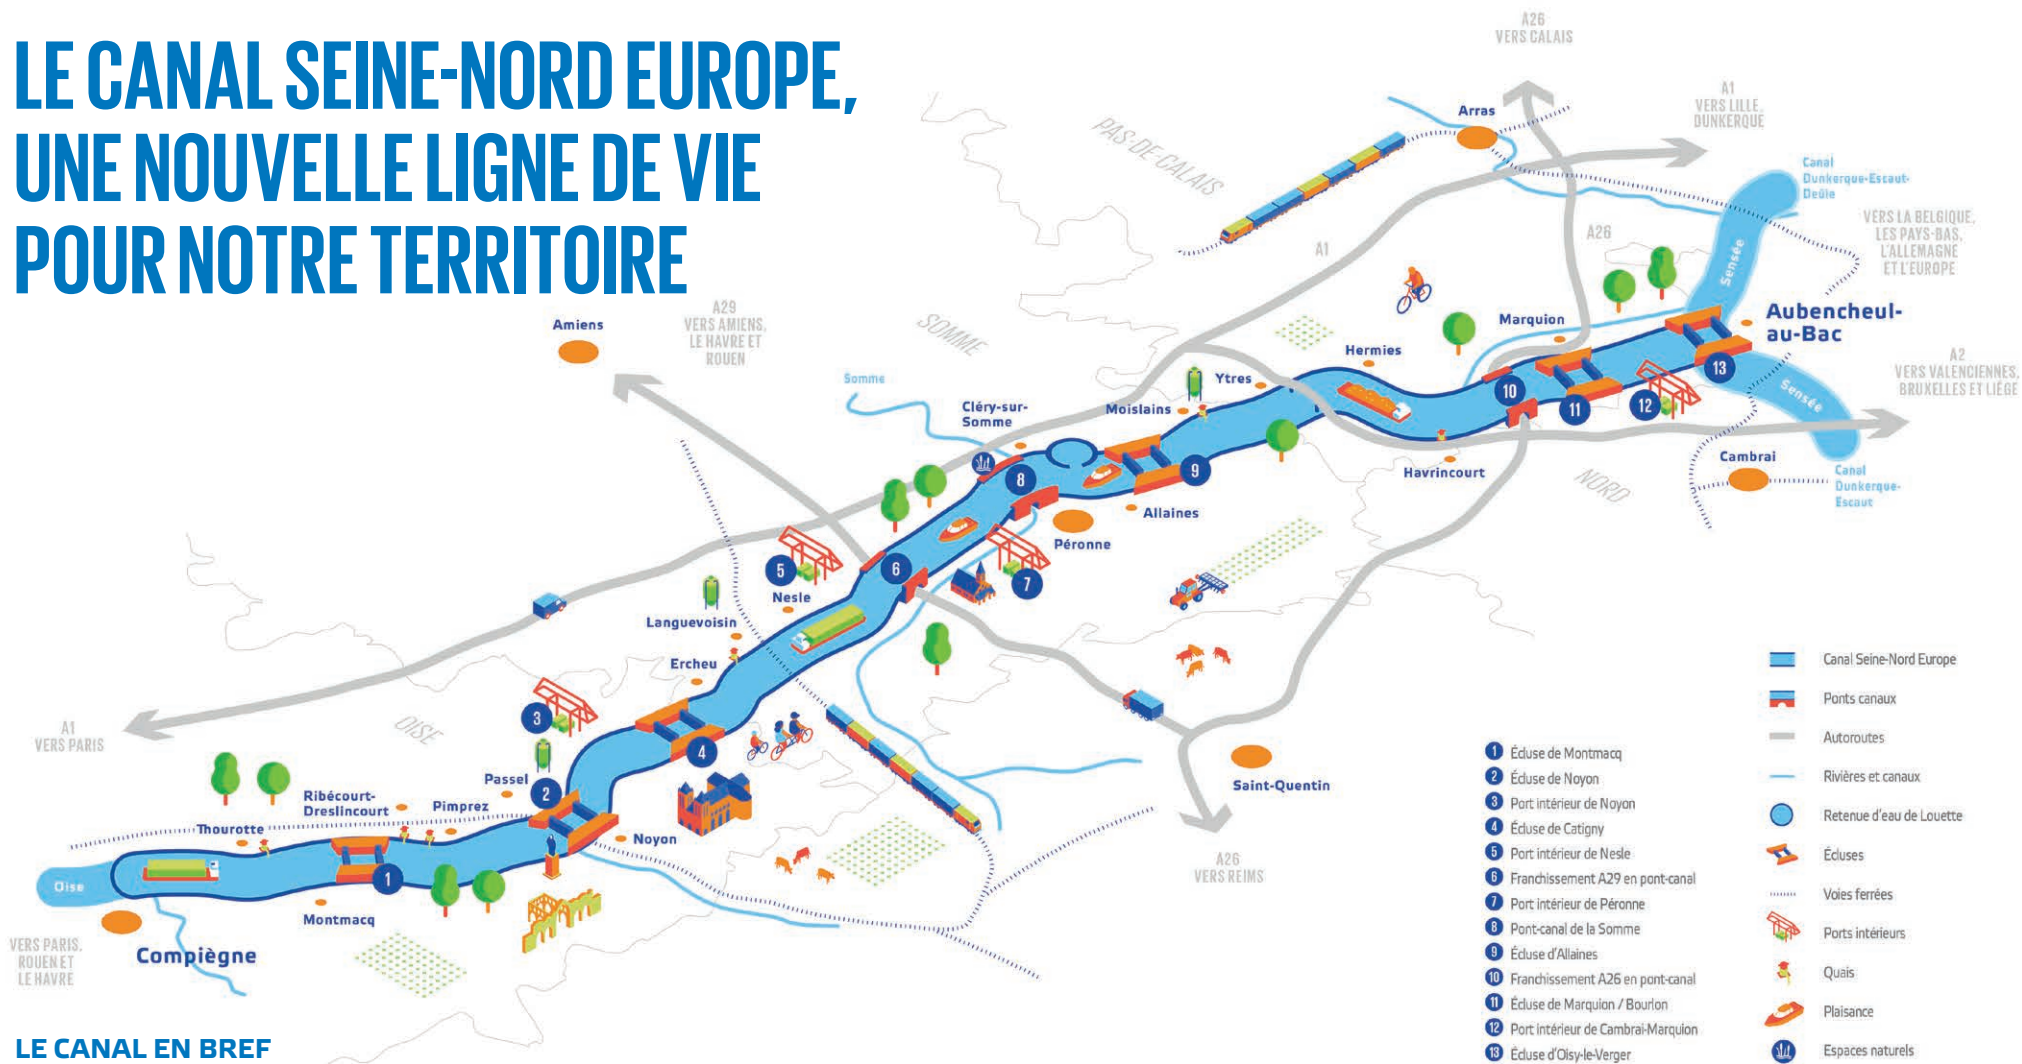 LE CANAL SEINE-NORD EUROPE,
UNE NOUVELLE LIGNE DE VIE
POUR NOTRE TERRITOIRE
A26
VERS CALAIS
A1
VERS LILLE,
DUNKERQUE
Arras
PAS-DE-CALAIS
Canal
Dunkerque-Escaut-
Deûle
VERS LA BELGIQUE,
LES PAYS-BAS,
L'ALLEMAGNE
ET L'EUROPE
A1
A26
Sensée
Aubencheul-
au-Bac
A29
VERS AMIENS,
LE HAVRE ET
ROUEN
Amiens
SOMME
Marquion
Hermies
A2
VERS VALENCIENNES,
BRUXELLES ET LIÈGE
Somme
Ytres
Cléry-sur-
Somme
Moislains
13
10
11
12
Sensée
Cambrai
Havrincourt
NORD
Canal
Dunkerque-
Escaut
8
9
Allaines
Péronne
5
6
7
Nesle
Languevoisin
Ercheu
3
4
OISE
A1
VERS PARIS
Passel
2
Ribécourt-
Dreslincourt
Pimprez
Thourotte
Noyon
Saint-Quentin
A26
VERS REIMS
Oise
1
Montmacq
Compiègne
VERS PARIS,
ROUEN ET
LE HAVRE
1 Écluse de Montmacq
2 Écluse de Noyon
3 Port intérieur de Noyon
4 Écluse de Catigny
5 Port intérieur de Nesle
6 Franchissement A29 en pont-canal
7 Port intérieur de Péronne
8 Pont-canal de la Somme
9 Écluse d'Allaines
10 Franchissement A26 en pont-canal
11 Écluse de Marquion / Bourlon
12 Port intérieur de Cambrai-Marquion
13 Écluse d'Oisy-le-Verger
Canal Seine-Nord Europe
Ponts canaux
Autoroutes
Rivières et canaux
Retenue d'eau de Louette
Écluses
Voies ferrées
Ports intérieurs
Quais
Plaisance
Espaces naturels
LE CANAL EN BREF